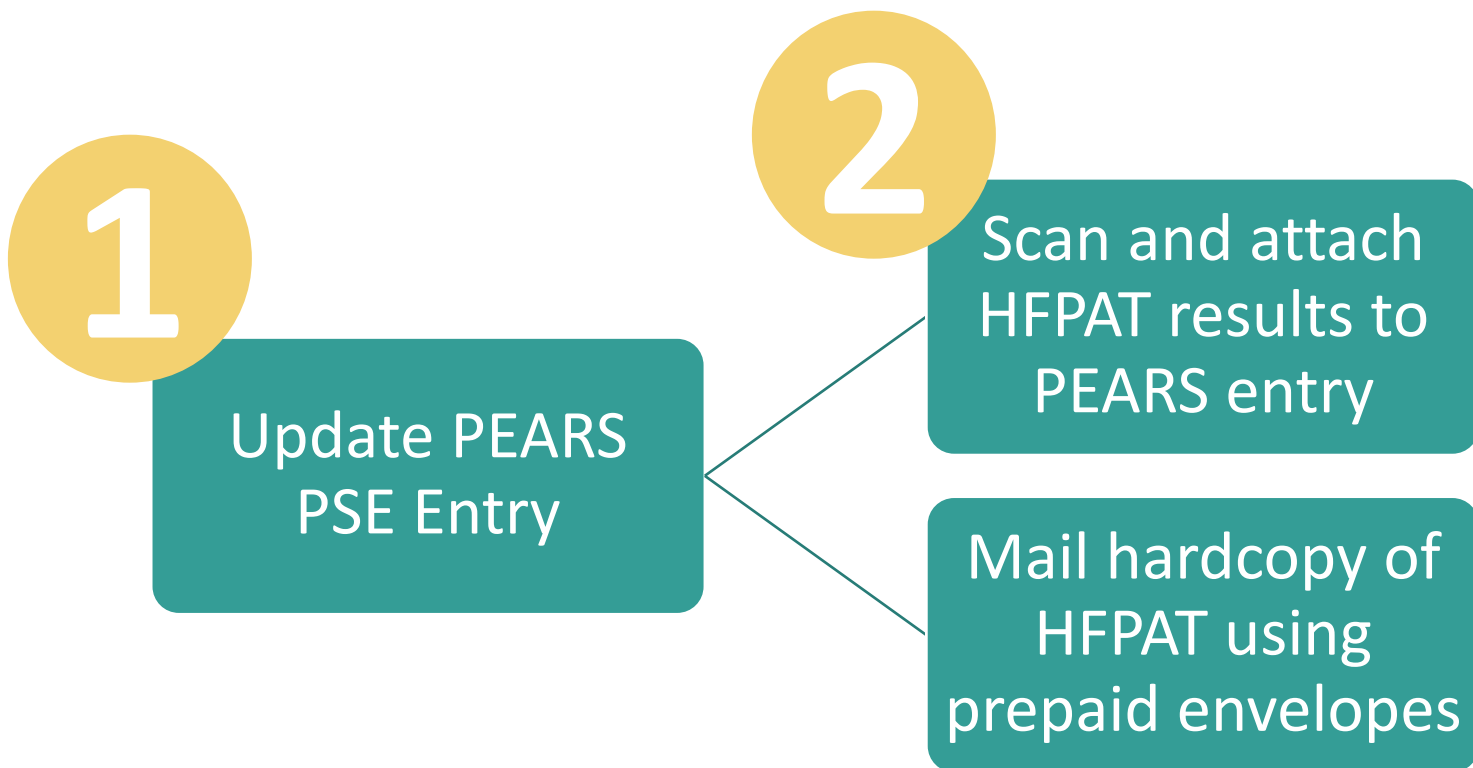 1
Update PEARS
PSE Entry
2
Scan and attach
HFPAT results to
PEARS entry
Mail hardcopy of
HFPAT using
prepaid envelopes